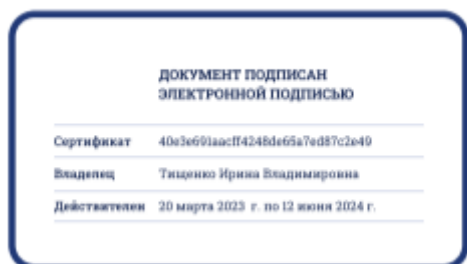 ДОКУМЕНТ ПОДПИСАН
ЭЛЕКТРОННОЙ ПОДПИСЬЮ
Сертификат 40e3e691aacff4248de65a7ed87c2e49
Владелец Тищенко Ирина Владимировна
Действителен 20 марта 2023 г. по 12 июня 2024 г.